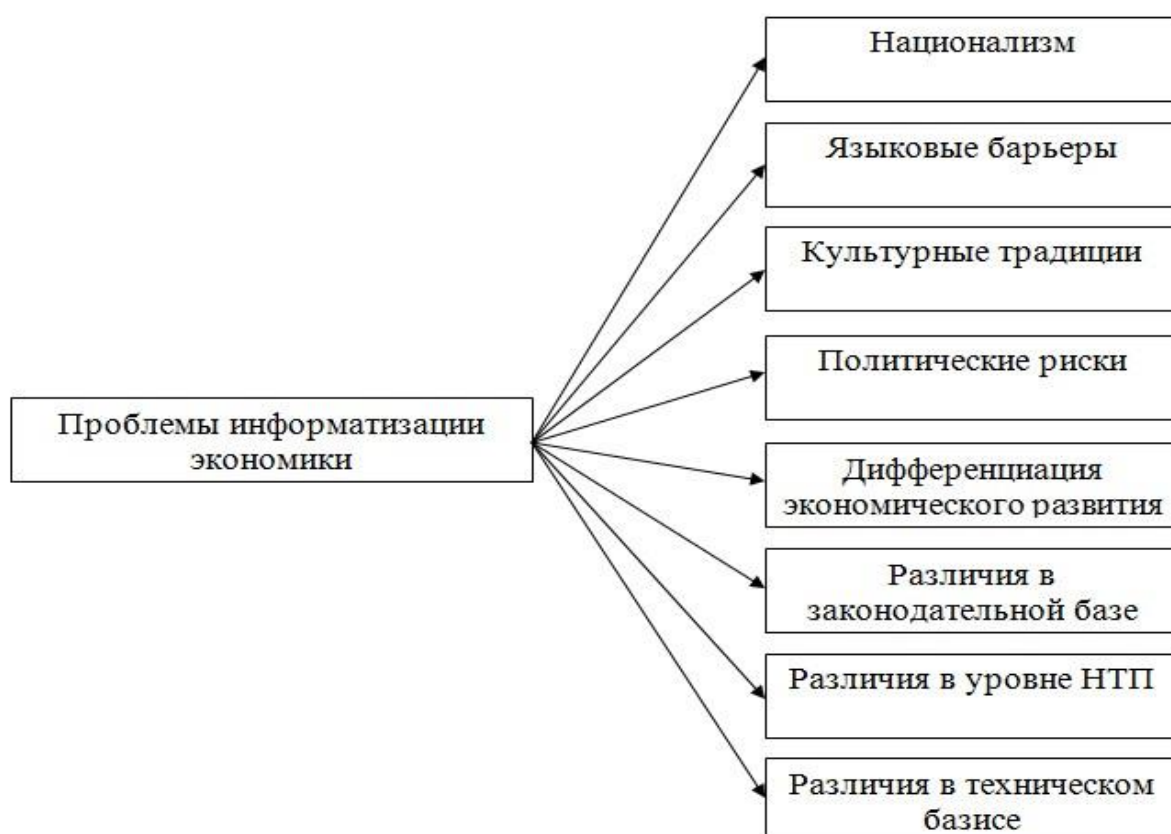 Национализм
Языковые барьеры
Культурные традиции
Политические риски
Проблемы информатизации
экономики
Дифференциация
экономического развития
Различия в
законодательной базе
Различия в уровне НТП
Различия в техническом
базисе